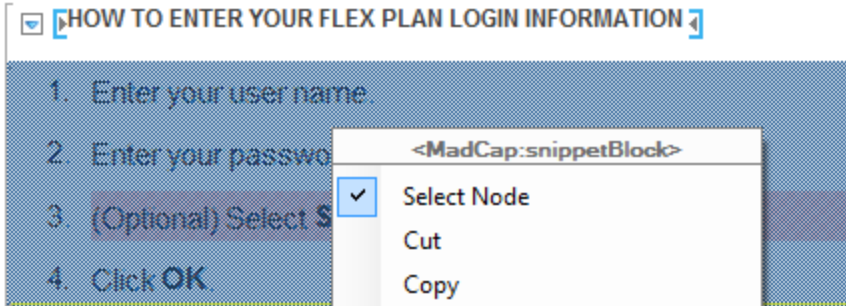 HOW TO ENTER YOUR FLEX PLAN LOGIN INFORMATION
1. Enter your user name.
2. Enter your passwo
<MadCap:snippetBlock>
Select Node
3. (Optional) Select S
Cut
4. Click OK.
Copy